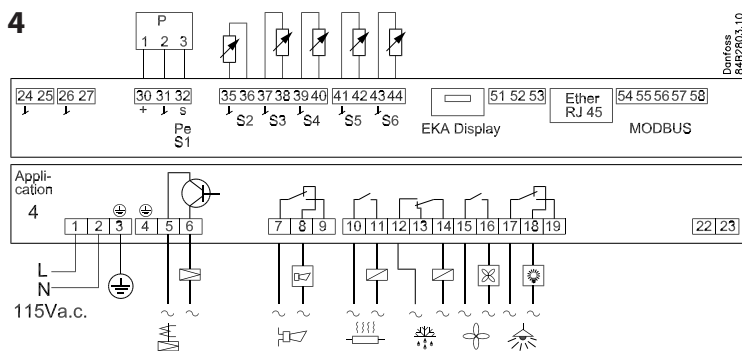 4
P
1 2 3
Danfoss
84B2803.10
24 25 26 27 30 31 32 35 36 37 38 39 40 41 42 43 44 51 52 53 Ether RJ 45 54 55 56 57 58
+ s S2 S3 S4 S5 S6 EKA Display MODBUS
Pe
S1
Appli-
cation
4
1 2 3 4 5 6 7 8 9 10 11 12 13 14 15 16 17 18 19 22 23
L
N
115Va.c.